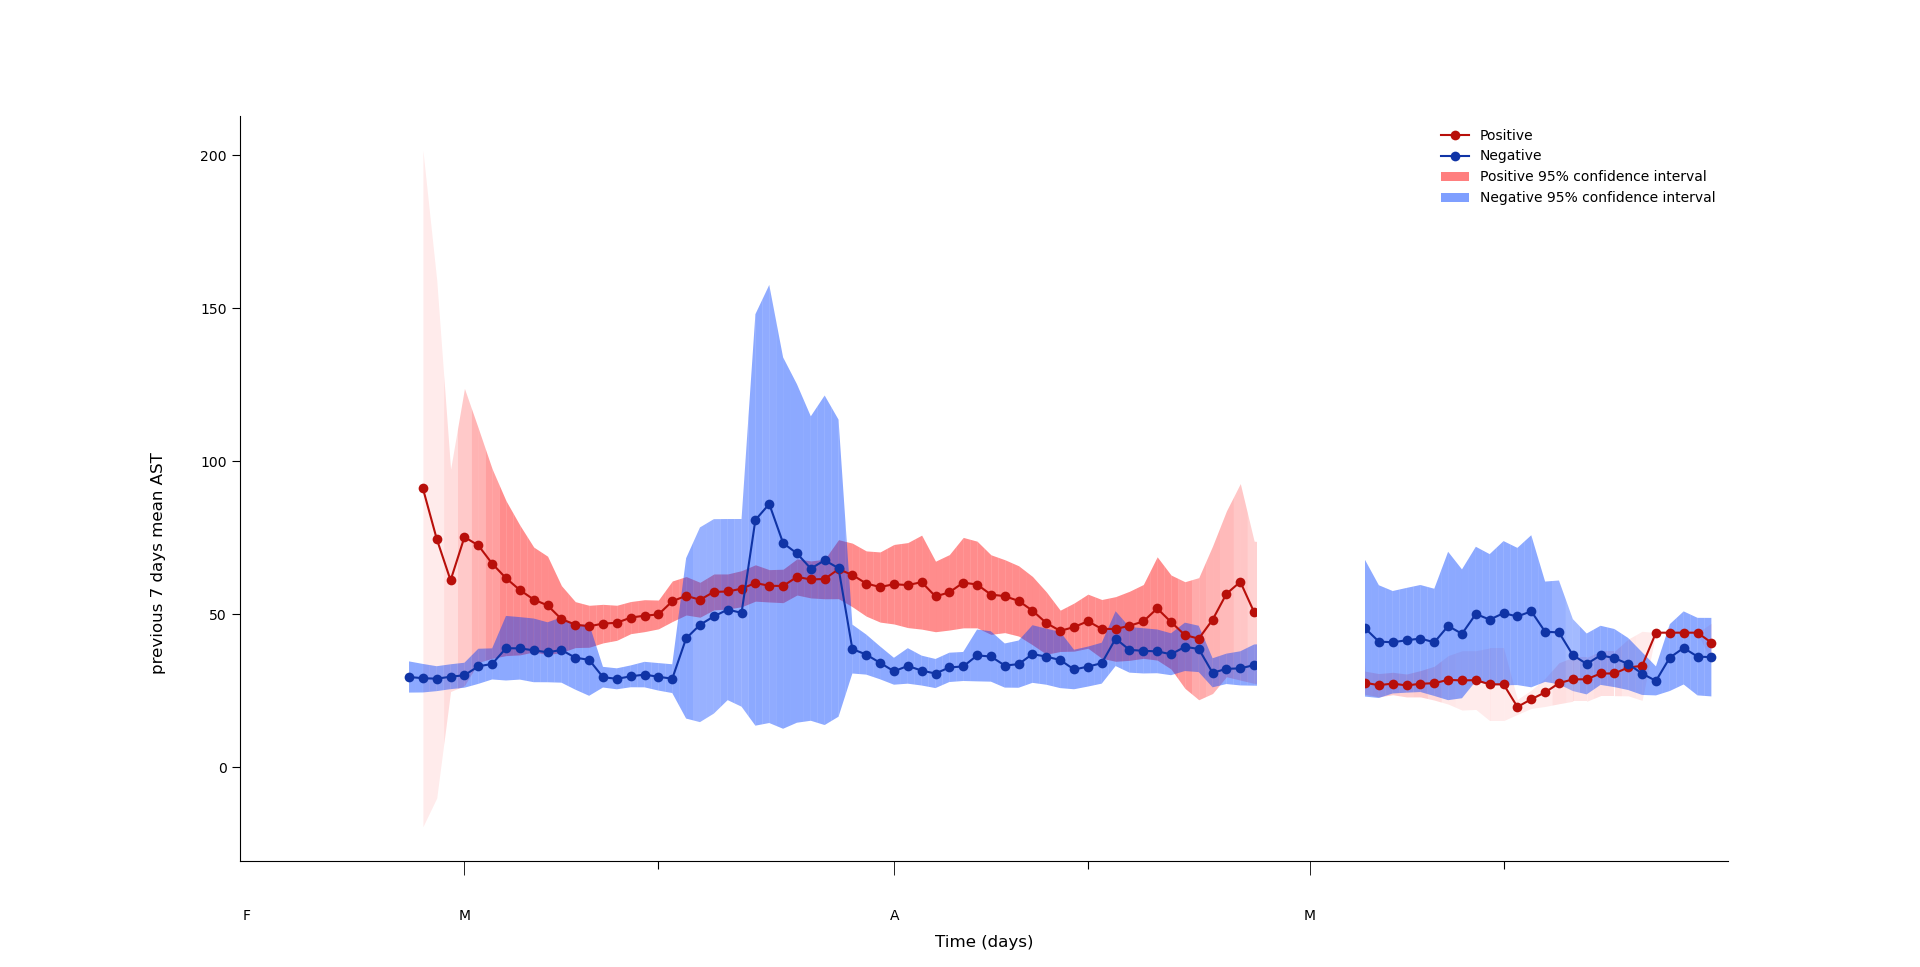 Positive
Negative
Positive 95% confidence interval
Negative 95% confidence interval
200
150
100
50
0
previous 7 days mean AST
F M A M
Time (days)